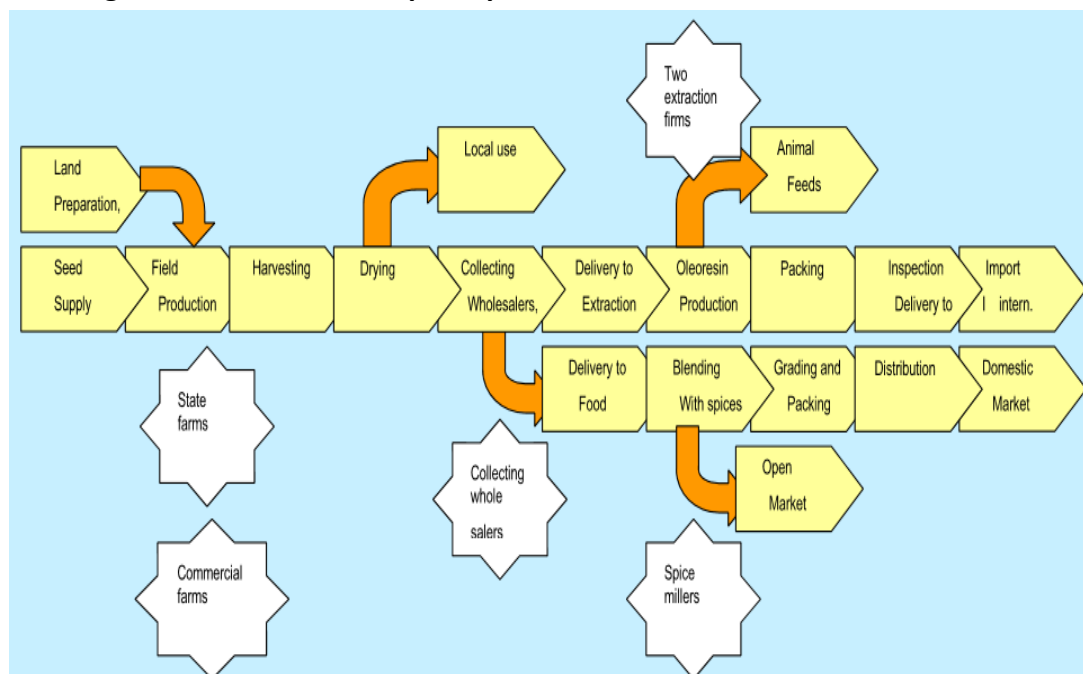 Two
extraction
firms
Land
Preparation,
Local use
Animal
Feeds
Seed
Supply
Field
Production
Harvesting
Drying
Collecting
Wholesalers,
Delivery to
Extraction
Oleoresin
Production
Packing
Inspection
Delivery to
Import
I intern.
Delivery to
Food
Blending
With spices
Grading and
Packing
Distribution
Domestic
Market
State
farms
Collecting
whole
salers
Open
Market
Commercial
farms
Spice
millers